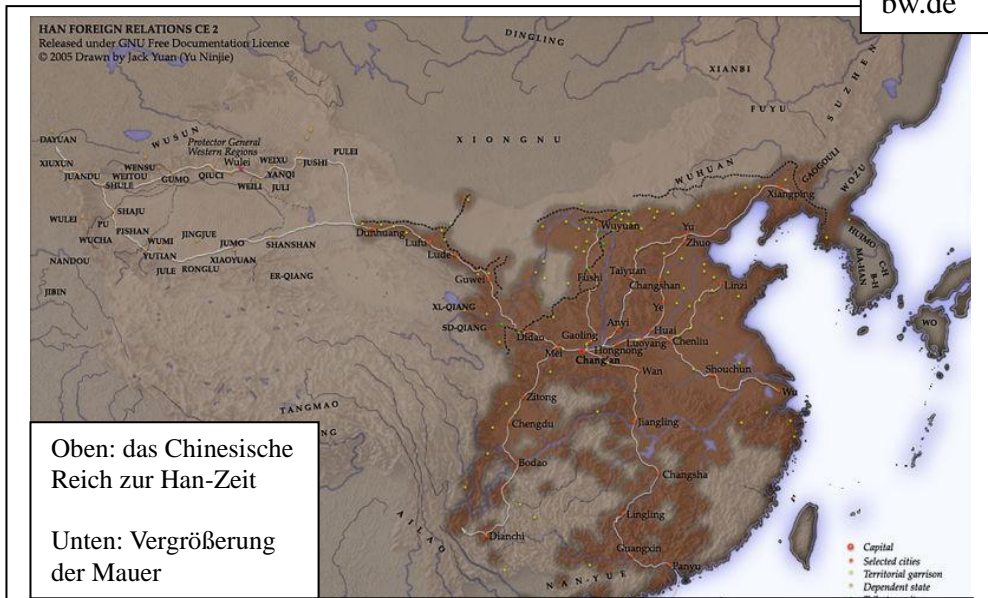 bw.de
HAN FOREIGN RELATIONS CE 2
Released under GNU Free Documentation Licence
© 2005 Drawn by Jack Yuan (Yu Ninjie)
DINGLING
XIANBI
SUZHEN
FUYU
XIONGNU
DAYUAN
WUSUN
Protector General
Western Regions
PULEI
XIUXUN
WENSU
Wulei
WEIXU
JUSHI
JUANDU
WEITOU
GUMO
QIUCI
YANQI
SHULE
WEILI
JULI
WUHUAN
GAOGOULI
WOZU
Xiangping
SHAJU
WULEI
PU
PISHAN
JINGJUE
WUCHA
WUMI
JUMO
SHANSHAN
Dunhuang
Wuyuan
Yu
HUIMO
NANDOU
YUTIAN
XIAOYUAN
Lufu
Zhuo
MA-HAN
B-H
C-H
JULE
RONGLU
Lude
ER-QIANG
Guwei
Fushi
Taiyuan
Linzi
JIBIN
Changshan
XL-QIANG
Ye
WO
SD-QIANG
Anyi
Didao
Gaoling
Huai
Luoyang
Chenliu
Mei
Hongnong
Chang'an
Wan
Shouchun
Wu
Zitong
TANGMAO
Chengdu
Jiangling
NG
Bodao
Changsha
AILAO
Lingling
Dianchi
Guangxin
NAN-YUE
Panyu
Oben: das Chinesische
Reich zur Han-Zeit
Unten: Vergrößerung
der Mauer
Capital
Selected cities
Territorial garrison
Dependent state